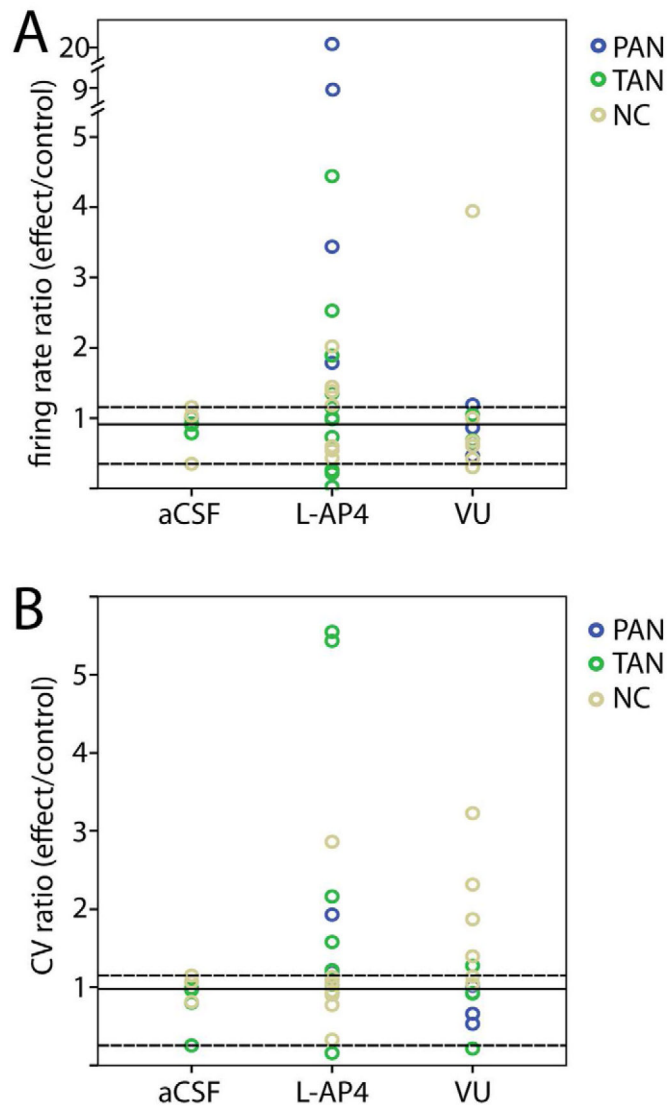 A
firing rate ratio (effect/control)
20
9
5
4
3
2
1
aCSF
L-AP4
VU
PAN
TAN
NC
B
CV ratio (effect/control)
5
4
3
2
1
aCSF
L-AP4
VU
PAN
TAN
NC